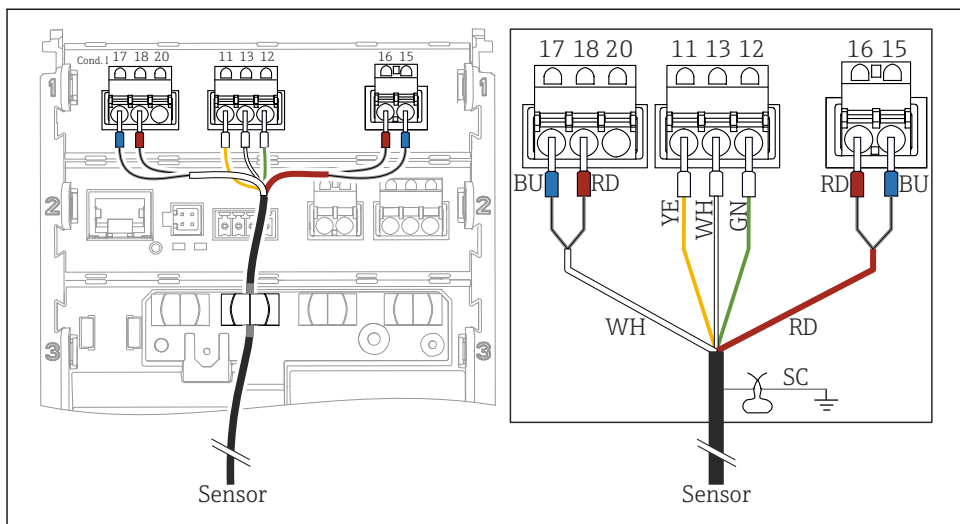 Cond. I 17 18 20 11 13 12 16 15
1 1
2 2
3 3
Sensor
17 18 20 11 13 12 16 15
BU RD YE WH GN RD BU
WH RD
SC
Sensor